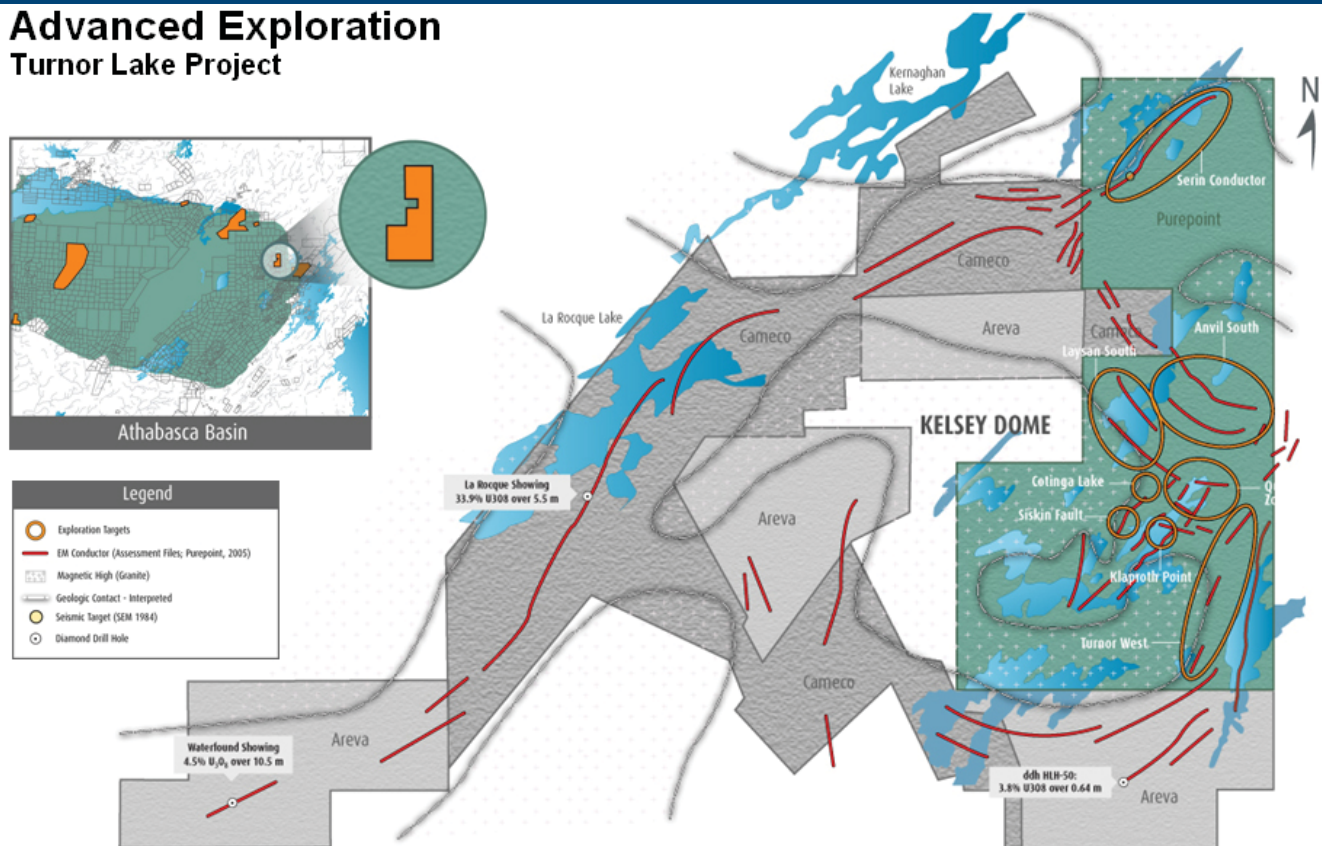 Advanced Exploration
Turnor Lake Project
Kernaghan
Lake
N
Serin Conductor
Purepoint
Cameco
La Rocque Lake
Cameco
Areva
Cameco
Anvil South
Laysan South
KELSEY DOME
Athabasca Basin
La Rocque Showing
33.9% U308 over 5.5 m
Cotinga Lake
Siskin Fault
Areva
Klaproth Point
Legend
Exploration Targets
EM Conductor (Assessment Files; Purepoint, 2005)
Magnetic High (Granite)
Geologic Contact - Interpreted
Seismic Target (SEM 1984)
Diamond Drill Hole
Turnor West
Cameco
Areva
Waterfound Showing
4.5% U₃O₈ over 10.5 m
ddh HLH-50:
3.8% U308 over 0.64 m
Areva